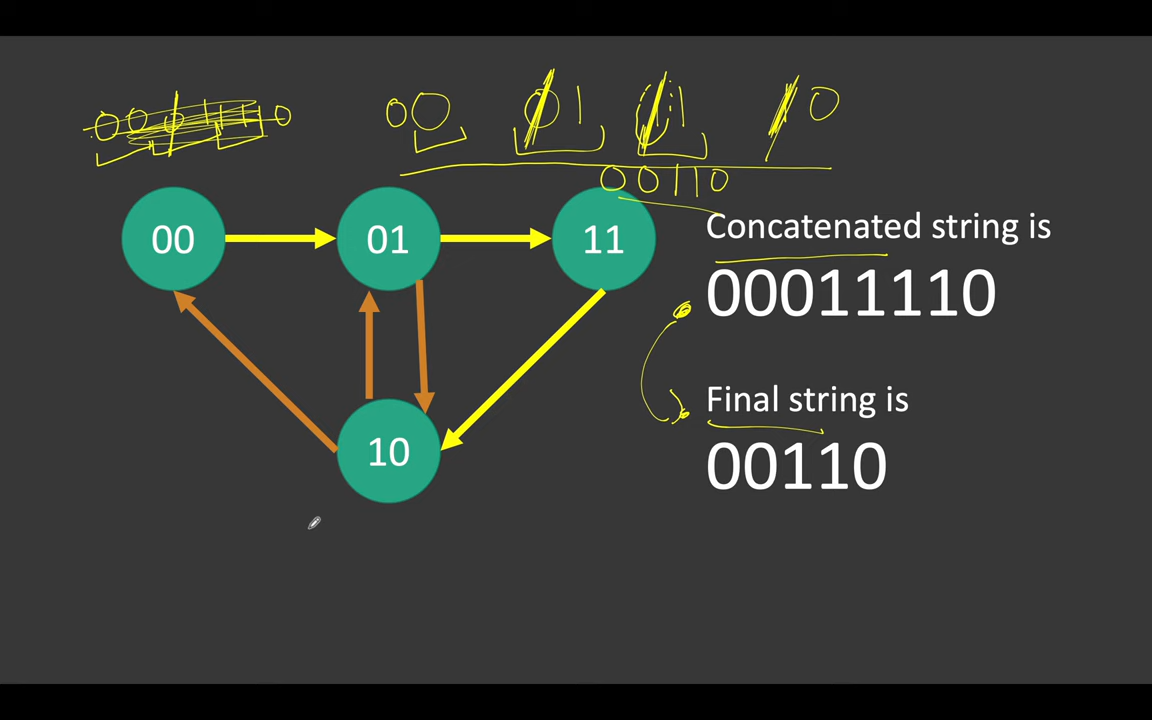 00 01 11 10
00110
00 01 11
Concatenated string is
00011110
Final string is
00110
10